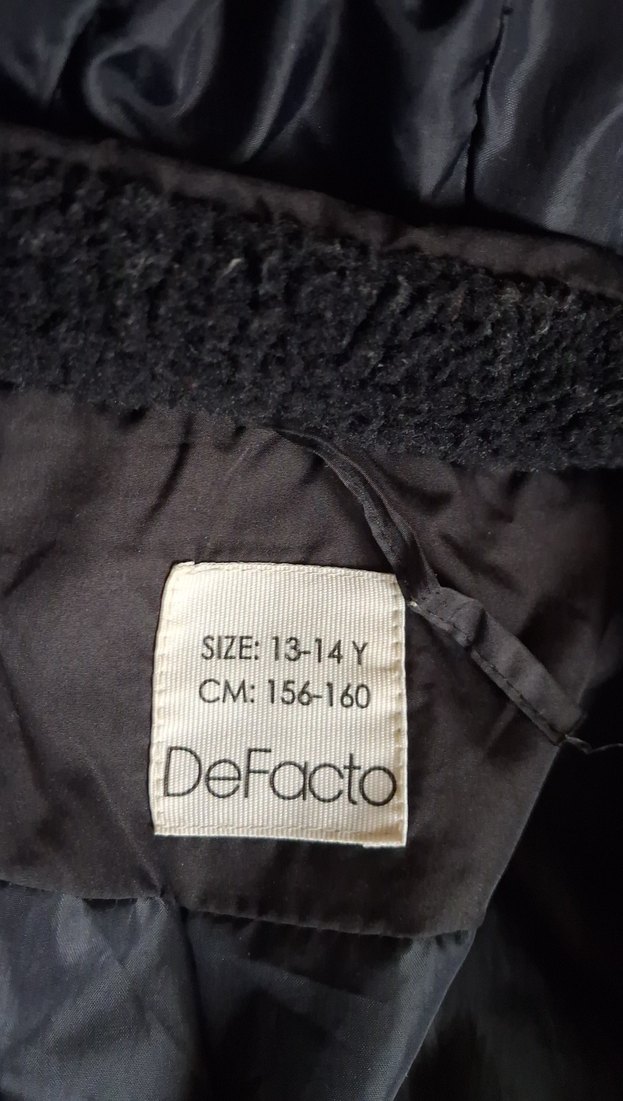 SIZE: 13-14 Y
CM: 156-160
DeFacto